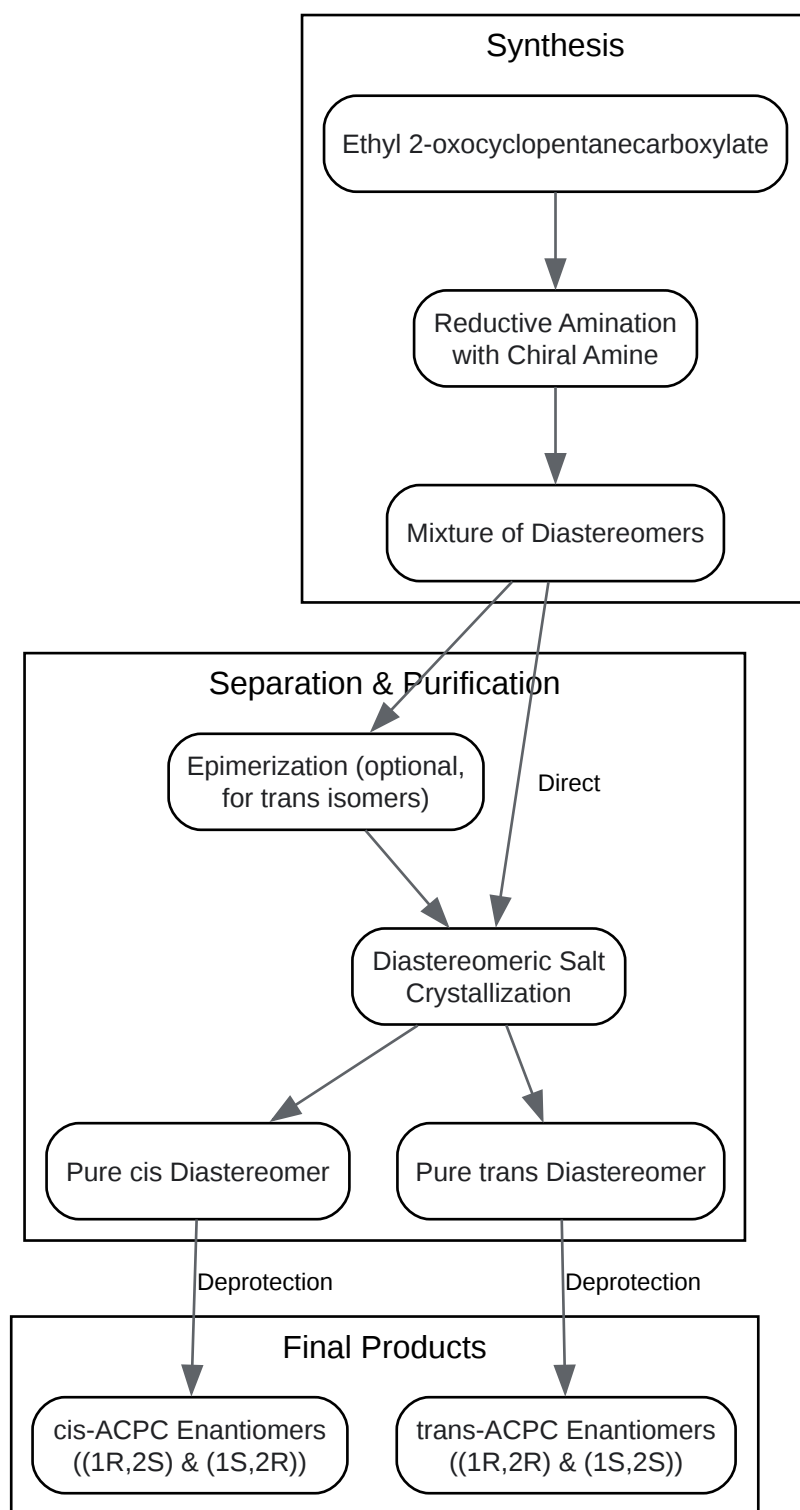 Synthesis
Ethyl 2-oxocyclopentanecarboxylate
Reductive Amination
with Chiral Amine
Mixture of Diastereomers
Separation & Purification
Epimerization (optional,
for trans isomers)
Direct
Diastereomeric Salt
Crystallization
Pure cis Diastereomer
Pure trans Diastereomer
Deprotection
Deprotection
Final Products
cis-ACPC Enantiomers
((1R,2S) & (1S,2R))
trans-ACPC Enantiomers
((1R,2R) & (1S,2S))